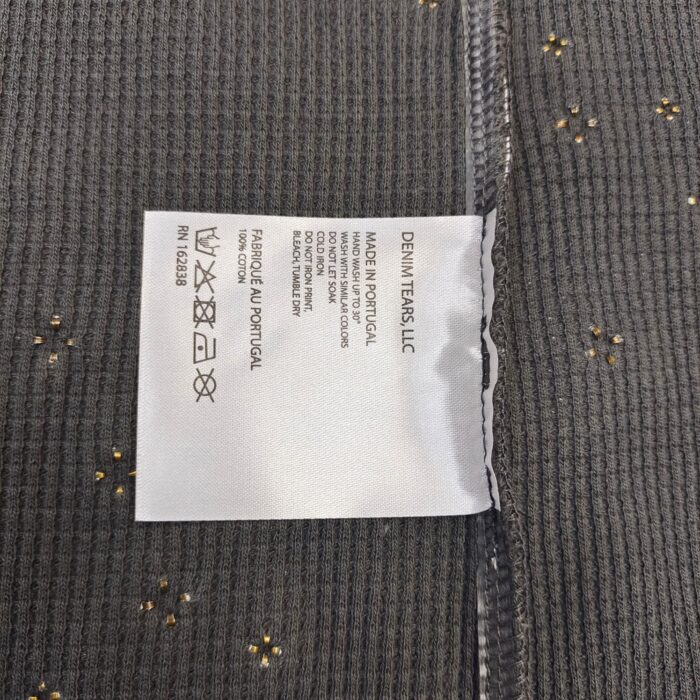 DENIM TEARS, LLC
MADE IN PORTUGAL
HAND WASH UP TO 30°
WASH WITH SIMILAR COLORS
DO NOT LET SOAK
COLD IRON
DO NOT IRON PRINT,
BLEACH, TUMBLE DRY
FABRIQUÉ AU PORTUGAL
100% COTON
RN 162838